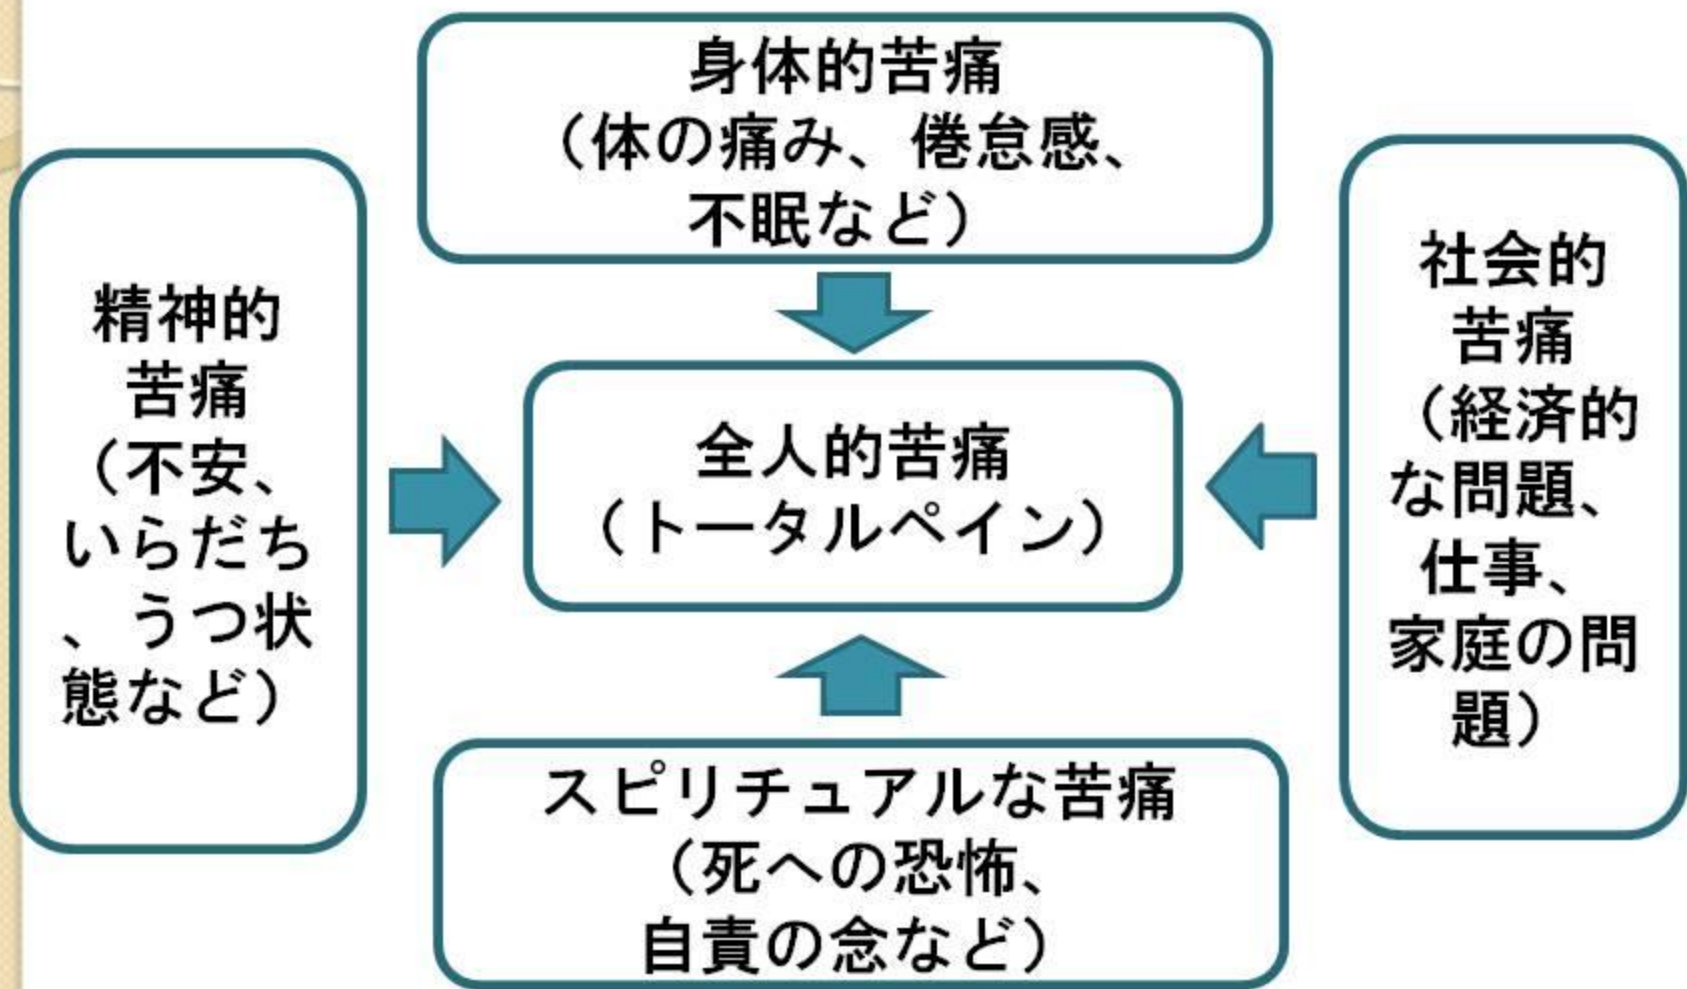 身体的苦痛
（体の痛み、倦怠感、
不眠など）
精神的
苦痛
（不安、
いらだち
、うつ状
態など）
全人的苦痛
（トータルペイン）
社会的
苦痛
（経済的
な問題、
仕事、
家庭の問
題）
スピリチュアルな苦痛
（死への恐怖、
自責の念など）